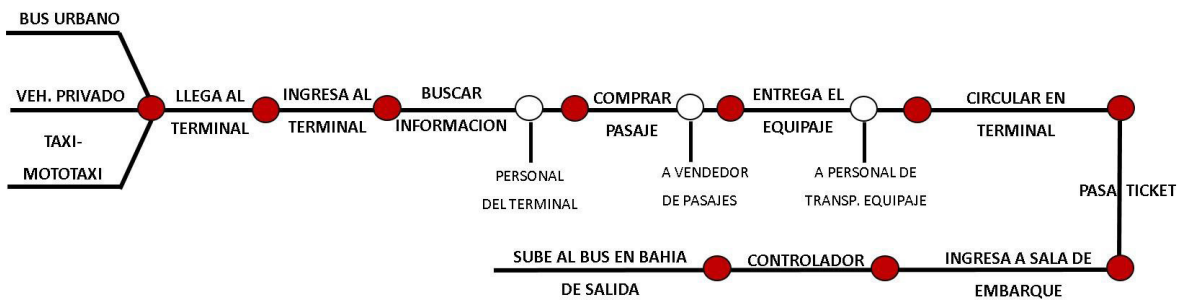 BUS URBANO
VEH. PRIVADO
TAXI-
MOTOTAXI
LLEGA AL
TERMINAL
INGRESA AL
TERMINAL
BUSCAR
INFORMACION
PERSONAL
DEL TERMINAL
COMPRAR
PASAJE
A VENDEDOR
DE PASAJES
ENTREGA EL
EQUIPAJE
A PERSONAL DE
TRANSP. EQUIPAJE
CIRCULAR EN
TERMINAL
PASA TICKET
INGRESA A SALA DE
EMBARQUE
CONTROLADOR
SUBE AL BUS EN BAHIA
DE SALIDA